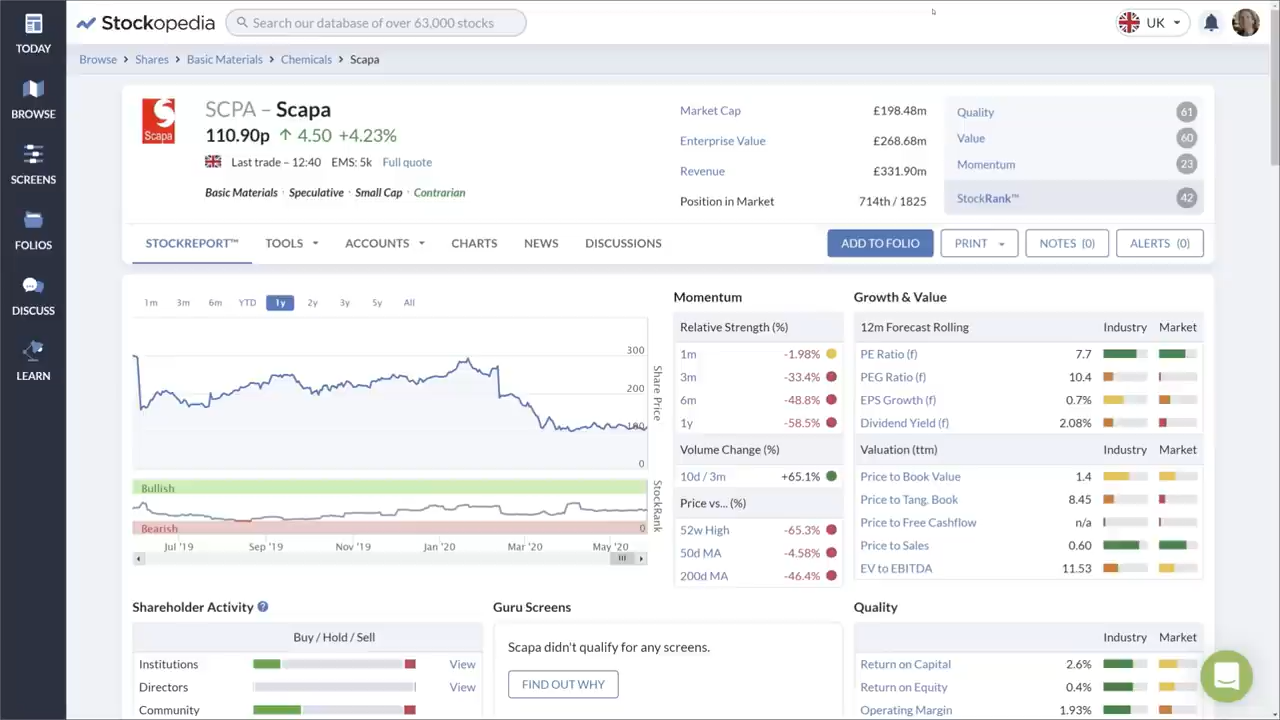 TODAY
BROWSE
SCREENS
FOLIOS
DISCUSS
LEARN
Stockopedia
Search our database of over 63,000 stocks
UK
Browse Shares Basic Materials Chemicals Scapa
Scapa
SCPA – Scapa
110.90p ↑ 4.50 +4.23%
Last trade – 12:40 EMS: 5k Full quote
Basic Materials · Speculative · Small Cap · Contrarian
Market Cap £198.48m
Enterprise Value £268.68m
Revenue £331.90m
Position in Market 714th / 1825
Quality 61
Value 60
Momentum 23
StockRank™ 42
STOCKREPORT™ TOOLS ACCOUNTS CHARTS NEWS DISCUSSIONS
ADD TO FOLIO PRINT NOTES (0) ALERTS (0)
1m 3m 6m YTD 1y 2y 3y 5y All
300
200
100
0
Share Price
Bullish
Bearish 0
StockRank
Jul '19 Sep '19 Nov '19 Jan '20 Mar '20 May '20
Momentum
Relative Strength (%)
1m -1.98%
3m -33.4%
6m -48.8%
1y -58.5%
Volume Change (%)
10d / 3m +65.1%
Price vs... (%)
52w High -65.3%
50d MA -4.58%
200d MA -46.4%
Growth & Value
12m Forecast Rolling Industry Market
PE Ratio (f) 7.7
PEG Ratio (f) 10.4
EPS Growth (f) 0.7%
Dividend Yield (f) 2.08%
Valuation (ttm) Industry Market
Price to Book Value 1.4
Price to Tang. Book 8.45
Price to Free Cashflow n/a
Price to Sales 0.60
EV to EBITDA 11.53
Shareholder Activity ?
Buy / Hold / Sell
Institutions View
Directors View
Community
Guru Screens
Scapa didn't qualify for any screens.
FIND OUT WHY
Quality
Industry Market
Return on Capital 2.6%
Return on Equity 0.4%
Operating Margin 1.93%